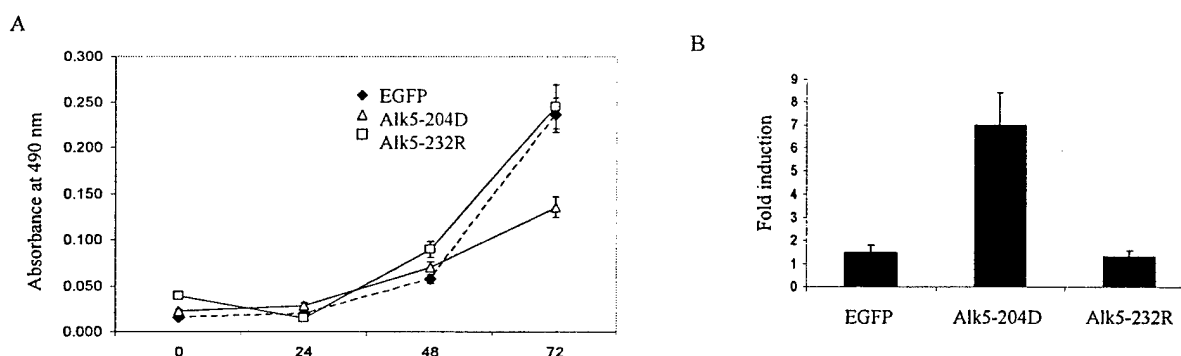 A
Absorbance at 490 nm
0.300
0.250
0.200
0.150
0.100
0.050
0.000
EGFP
Alk5-204D
Alk5-232R
0 24 48 72
B
Fold induction
9
8
7
6
5
4
3
2
1
0
EGFP Alk5-204D Alk5-232R